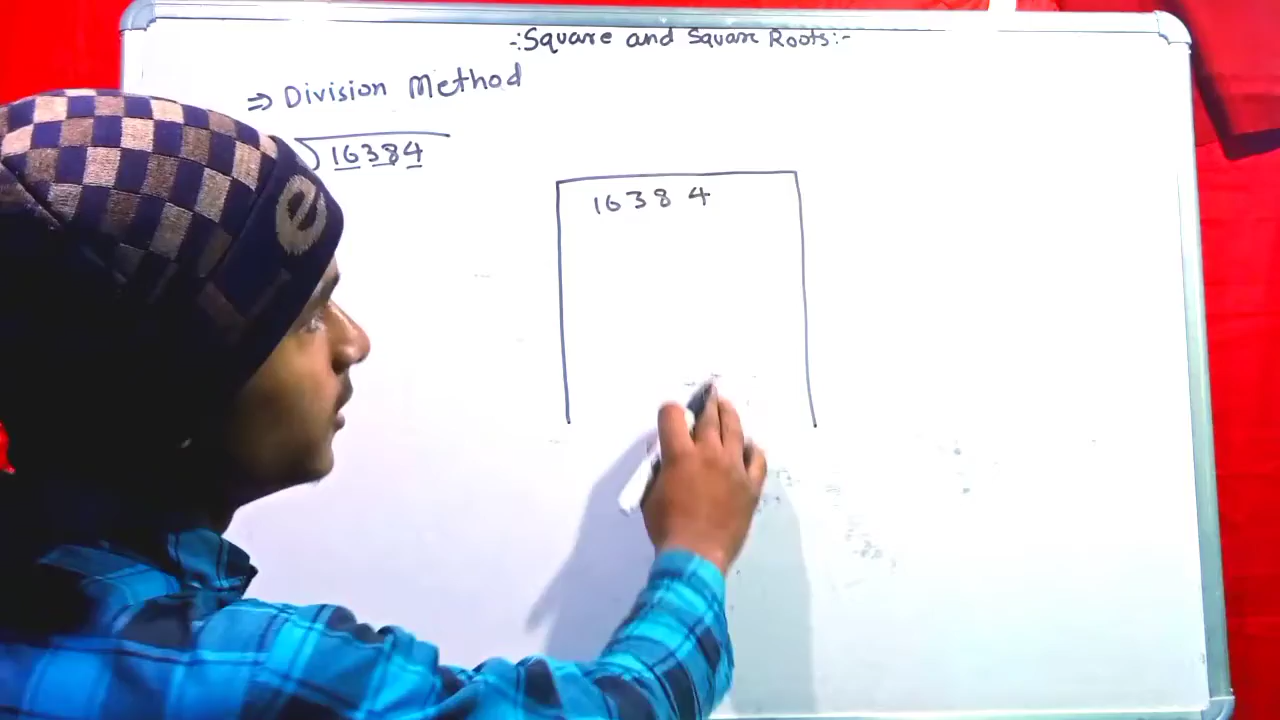 -:Square and Square Roots:-
⇒ Division Method
16384
16384
e